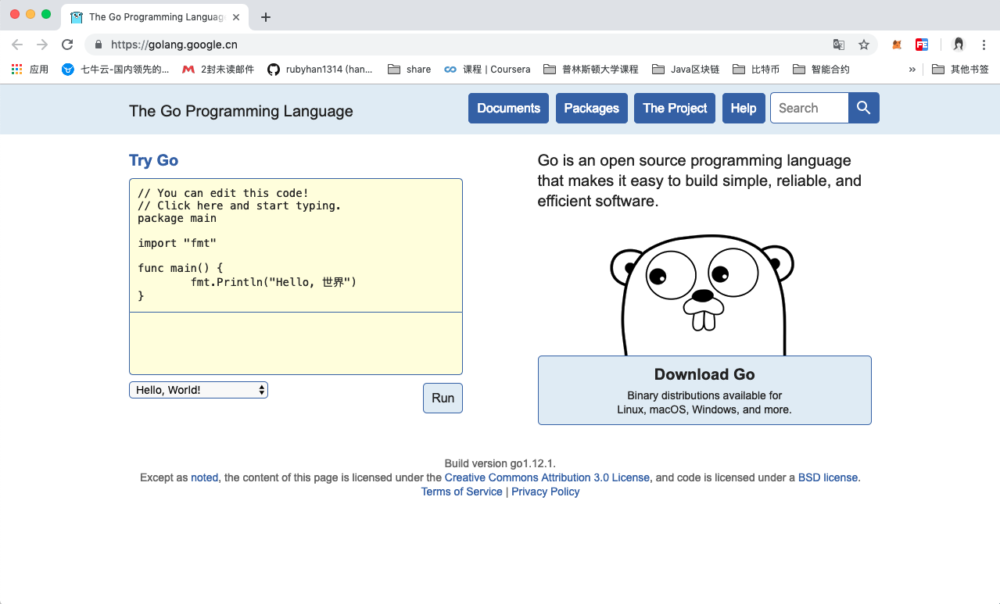 The Go Programming Language
https://golang.google.cn
应用
七牛云-国内领先的...
2封未读邮件
rubyhan1314 (han...
share
课程 | Coursera
普林斯顿大学课程
Java区块链
比特币
智能合约
»
其他书签
The Go Programming Language
Documents
Packages
The Project
Help
Search
Try Go
// You can edit this code!
// Click here and start typing.
package main
import "fmt"
func main() {
fmt.Println("Hello, 世界")
}
Hello, World!
Run
Go is an open source programming language
that makes it easy to build simple, reliable, and
efficient software.
Download Go
Binary distributions available for
Linux, macOS, Windows, and more.
Build version go1.12.1.
Except as noted, the content of this page is licensed under the Creative Commons Attribution 3.0 License, and code is licensed under a BSD license.
Terms of Service | Privacy Policy